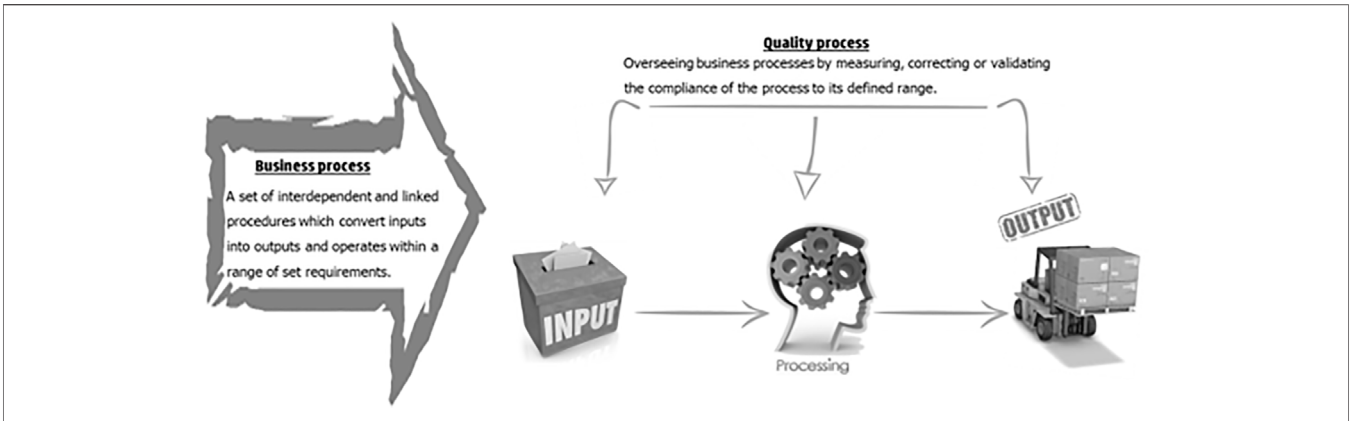 Quality process
Overseeing business processes by measuring, correcting or validating
the compliance of the process to its defined range.
Business process
A set of interdependent and linked
procedures which convert inputs
into outputs and operates within a
range of set requirements.
INPUT
Processing
OUTPUT